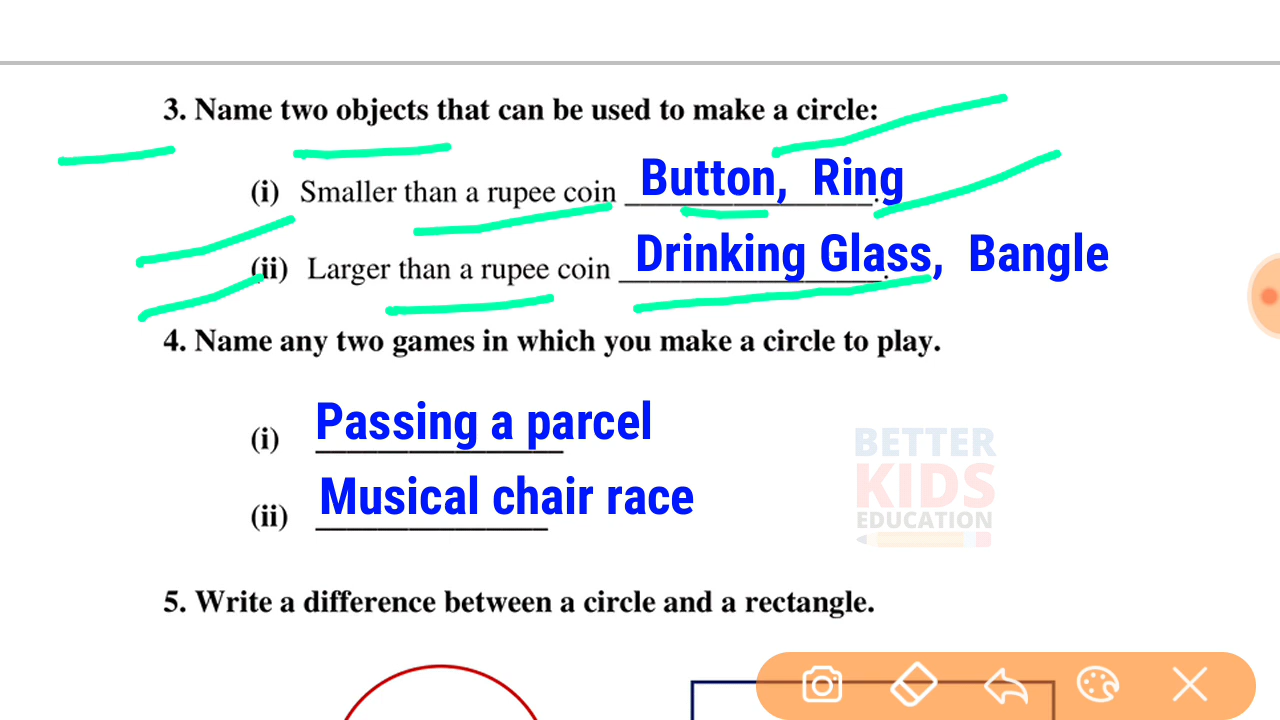 3. Name two objects that can be used to make a circle:
(i) Smaller than a rupee coin Button, Ring.
(ii) Larger than a rupee coin Drinking Glass, Bangle.
4. Name any two games in which you make a circle to play.
(i) Passing a parcel
(ii) Musical chair race
BETTER
KIDS
EDUCATION
5. Write a difference between a circle and a rectangle.